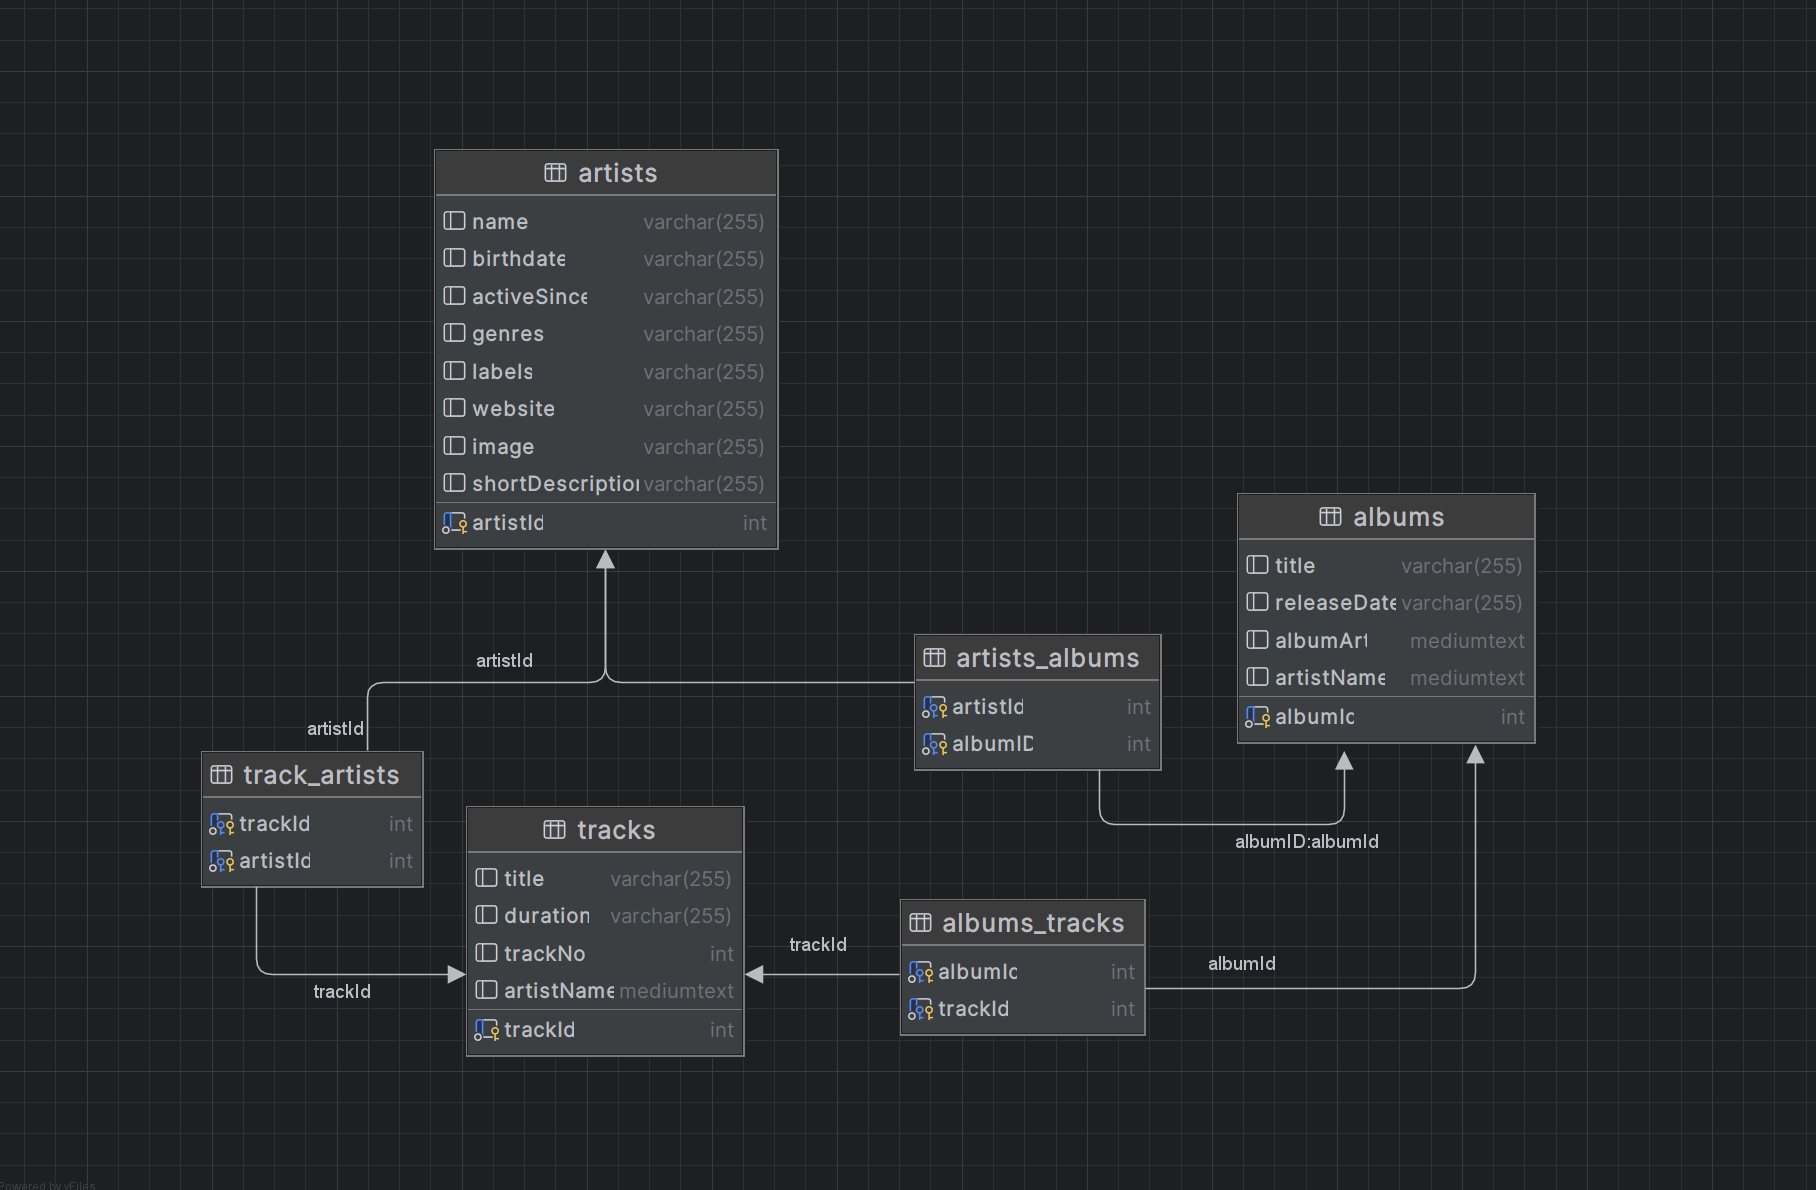 artists
name varchar(255)
birthdate varchar(255)
activeSince varchar(255)
genres varchar(255)
labels varchar(255)
website varchar(255)
image varchar(255)
shortDescription varchar(255)
artistId int
albums
title varchar(255)
releaseDate varchar(255)
albumArt mediumtext
artistName mediumtext
albumId int
artistId
artists_albums
artistId int
albumID int
artistId
track_artists
trackId int
artistId int
albumID:albumId
tracks
title varchar(255)
duration varchar(255)
trackNo int
artistName mediumtext
trackId int
trackId
albums_tracks
albumId int
trackId int
albumId
trackId
Powered by yFiles